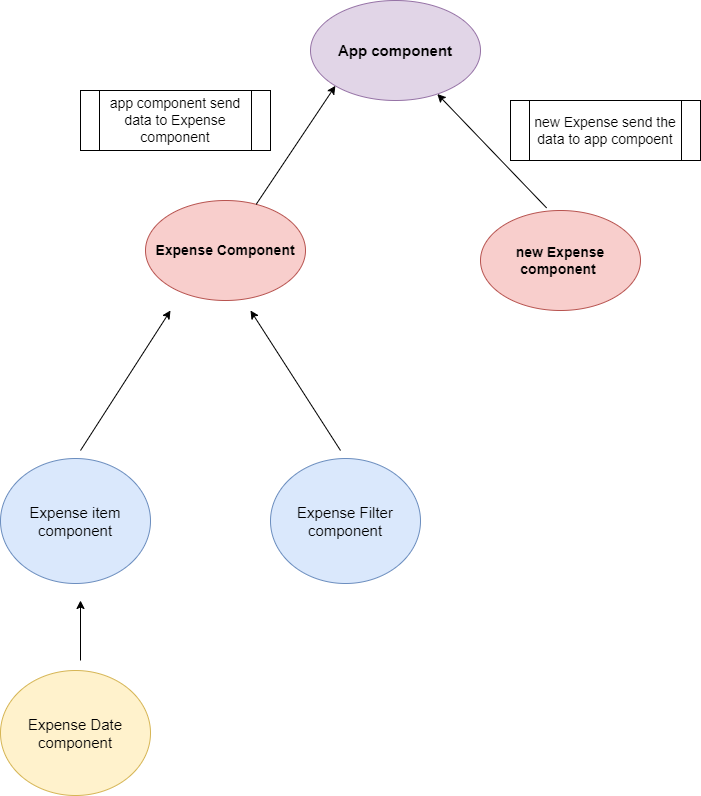 App component
app component send
data to Expense
component
new Expense send the
data to app compoent
Expense Component
new Expense
component
Expense item
component
Expense Filter
component
Expense Date
component